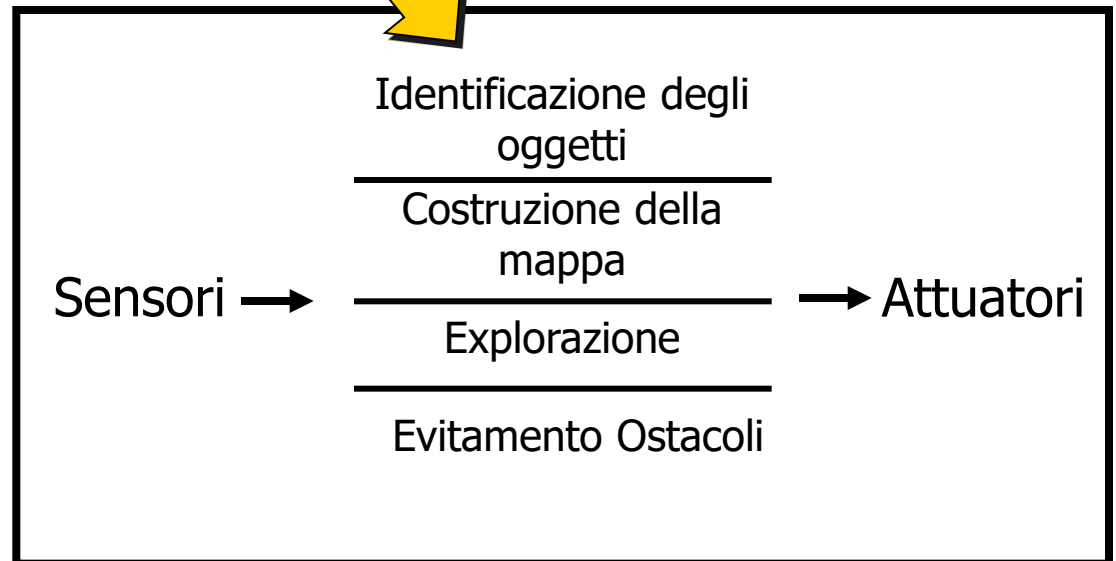 Identificazione degli
oggetti
Costruzione della
mappa
Sensori
Attuatori
Explorazione
Evitamento Ostacoli